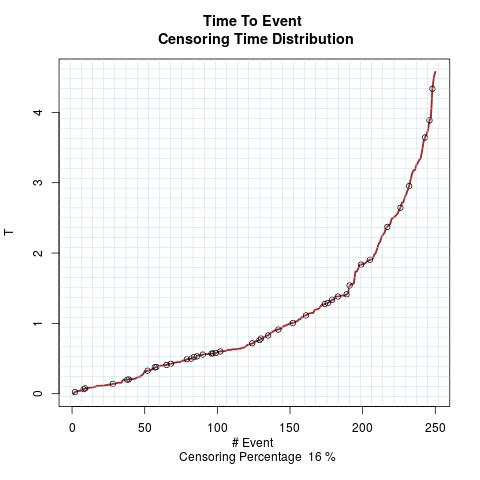 Time To Event
Censoring Time Distribution
T
4
3
2
1
0
0 50 100 150 200 250
# Event
Censoring Percentage 16 %